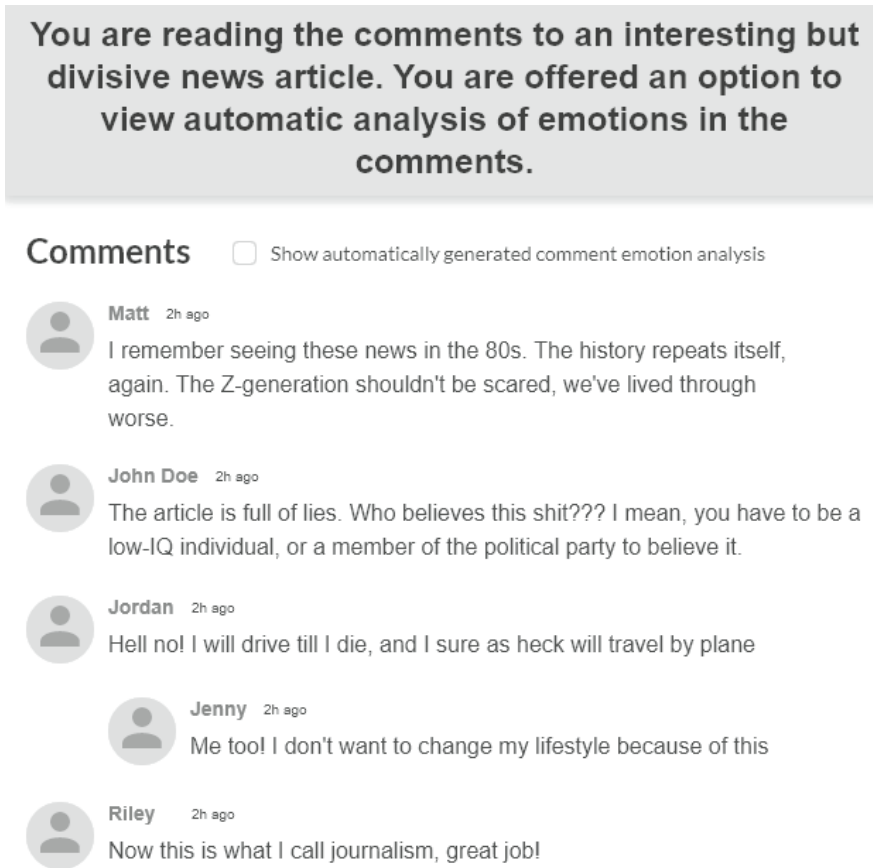 You are reading the comments to an interesting but
divisive news article. You are offered an option to
view automatic analysis of emotions in the
comments.
Comments
Show automatically generated comment emotion analysis
Matt 2h ago
I remember seeing these news in the 80s. The history repeats itself,
again. The Z-generation shouldn't be scared, we've lived through
worse.
John Doe 2h ago
The article is full of lies. Who believes this shit??? I mean, you have to be a
low-IQ individual, or a member of the political party to believe it.
Jordan 2h ago
Hell no! I will drive till I die, and I sure as heck will travel by plane
Jenny 2h ago
Me too! I don't want to change my lifestyle because of this
Riley 2h ago
Now this is what I call journalism, great job!